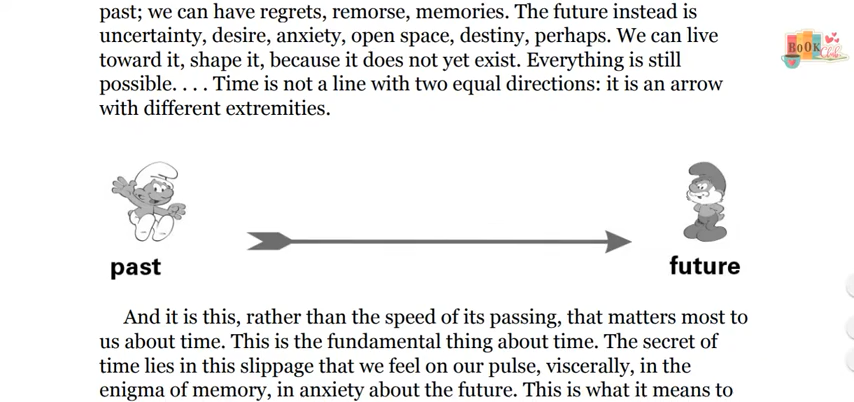 past; we can have regrets, remorse, memories. The future instead is
uncertainty, desire, anxiety, open space, destiny, perhaps. We can live
toward it, shape it, because it does not yet exist. Everything is still
possible. . . . Time is not a line with two equal directions: it is an arrow
with different extremities.
BOOK
Club
past
future
And it is this, rather than the speed of its passing, that matters most to
us about time. This is the fundamental thing about time. The secret of
time lies in this slippage that we feel on our pulse, viscerally, in the
enigma of memory, in anxiety about the future. This is what it means to